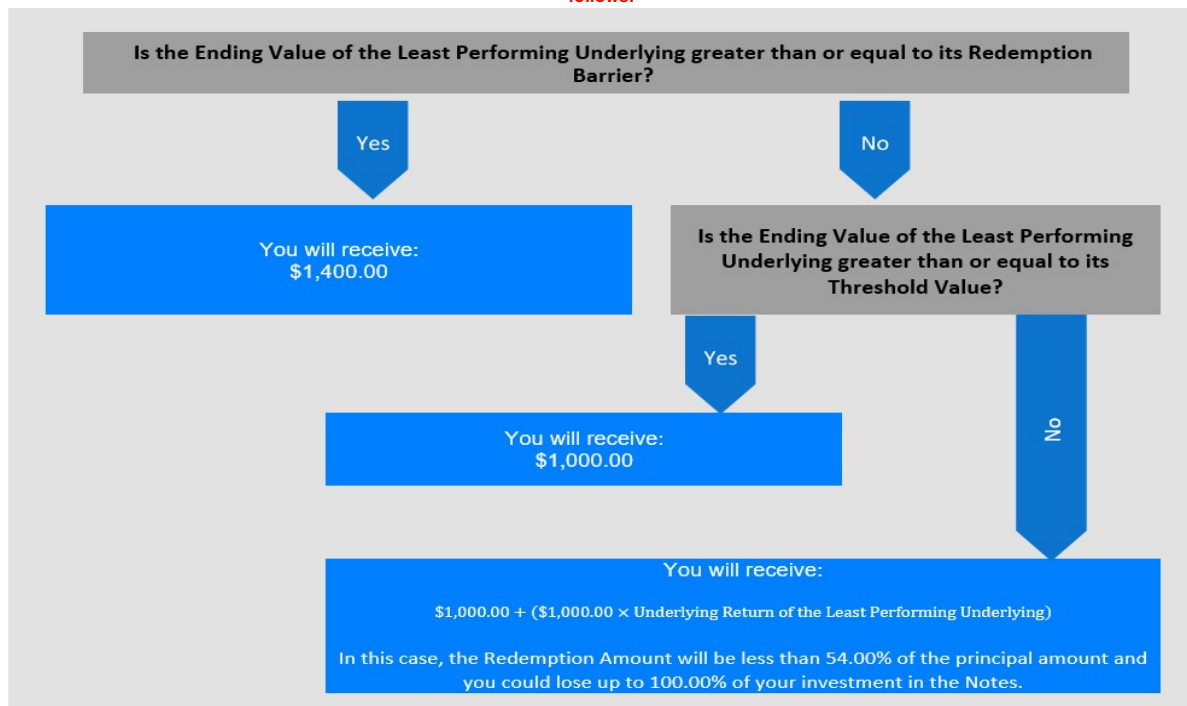 Is the Ending Value of the Least Performing Underlying greater than or equal to its Redemption
Barrier?
Yes
No
You will receive:
$1,400.00
Is the Ending Value of the Least Performing
Underlying greater than or equal to its
Threshold Value?
Yes
No
You will receive:
$1,000.00
You will receive:
$1,000.00 + ($1,000.00 × Underlying Return of the Least Performing Underlying)
In this case, the Redemption Amount will be less than 54.00% of the principal amount and
you could lose up to 100.00% of your investment in the Notes.